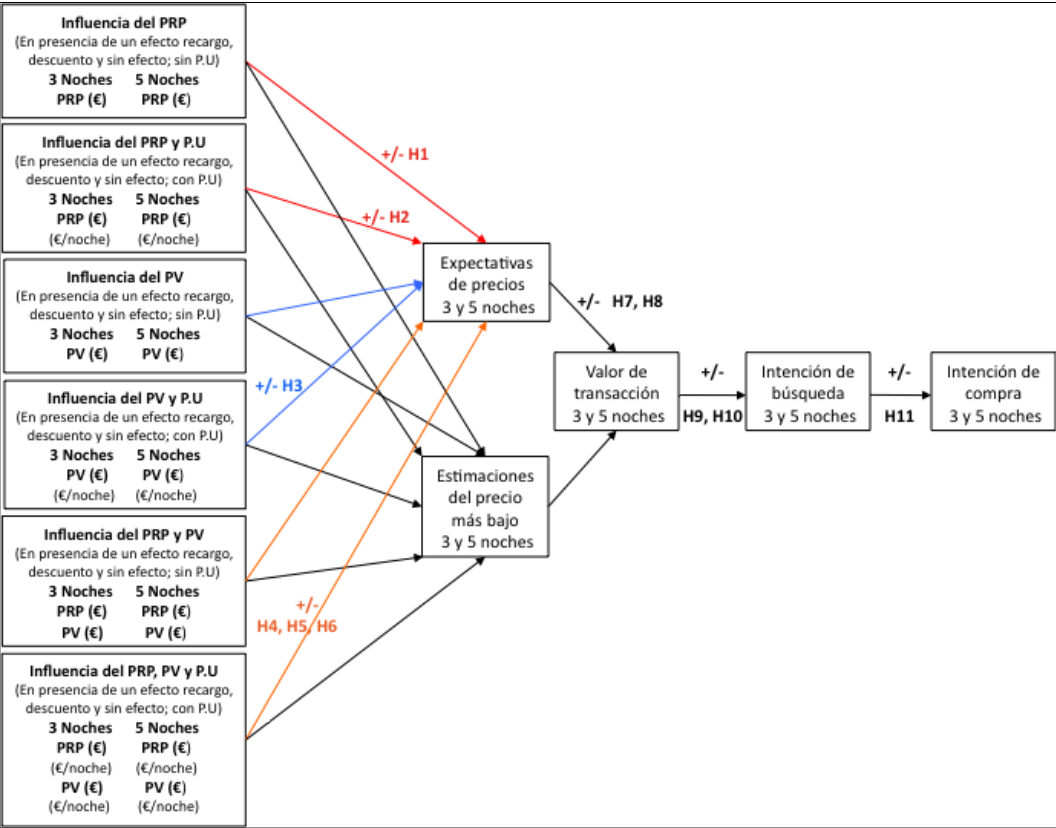 Influencia del PRP
(En presencia de un efecto recargo,
descuento y sin efecto; sin P.U)
3 Noches 5 Noches
PRP (€) PRP (€)
Influencia del PRP y P.U
(En presencia de un efecto recargo,
descuento y sin efecto; con P.U)
3 Noches 5 Noches
PRP (€) PRP (€)
(€/noche) (€/noche)
Influencia del PV
(En presencia de un efecto recargo,
descuento y sin efecto; sin P.U)
3 Noches 5 Noches
PV (€) PV (€)
Influencia del PV y P.U
(En presencia de un efecto recargo,
descuento y sin efecto; con P.U)
3 Noches 5 Noches
PV (€) PV (€)
(€/noche) (€/noche)
Influencia del PRP y PV
(En presencia de un efecto recargo,
descuento y sin efecto; sin P.U)
3 Noches 5 Noches
PRP (€) PRP (€)
PV (€) PV (€)
Influencia del PRP, PV y P.U
(En presencia de un efecto recargo,
descuento y sin efecto; con P.U)
3 Noches 5 Noches
PRP (€) PRP (€)
(€/noche) (€/noche)
PV (€) PV (€)
(€/noche) (€/noche)
+/- H1
+/- H2
+/- H3
+/-
H4, H5, H6
Expectativas
de precios
3 y 5 noches
Estimaciones
del precio
más bajo
3 y 5 noches
+/- H7, H8
Valor de
transacción
3 y 5 noches
+/-
H9, H10
Intención de
búsqueda
3 y 5 noches
+/-
H11
Intención de
compra
3 y 5 noches